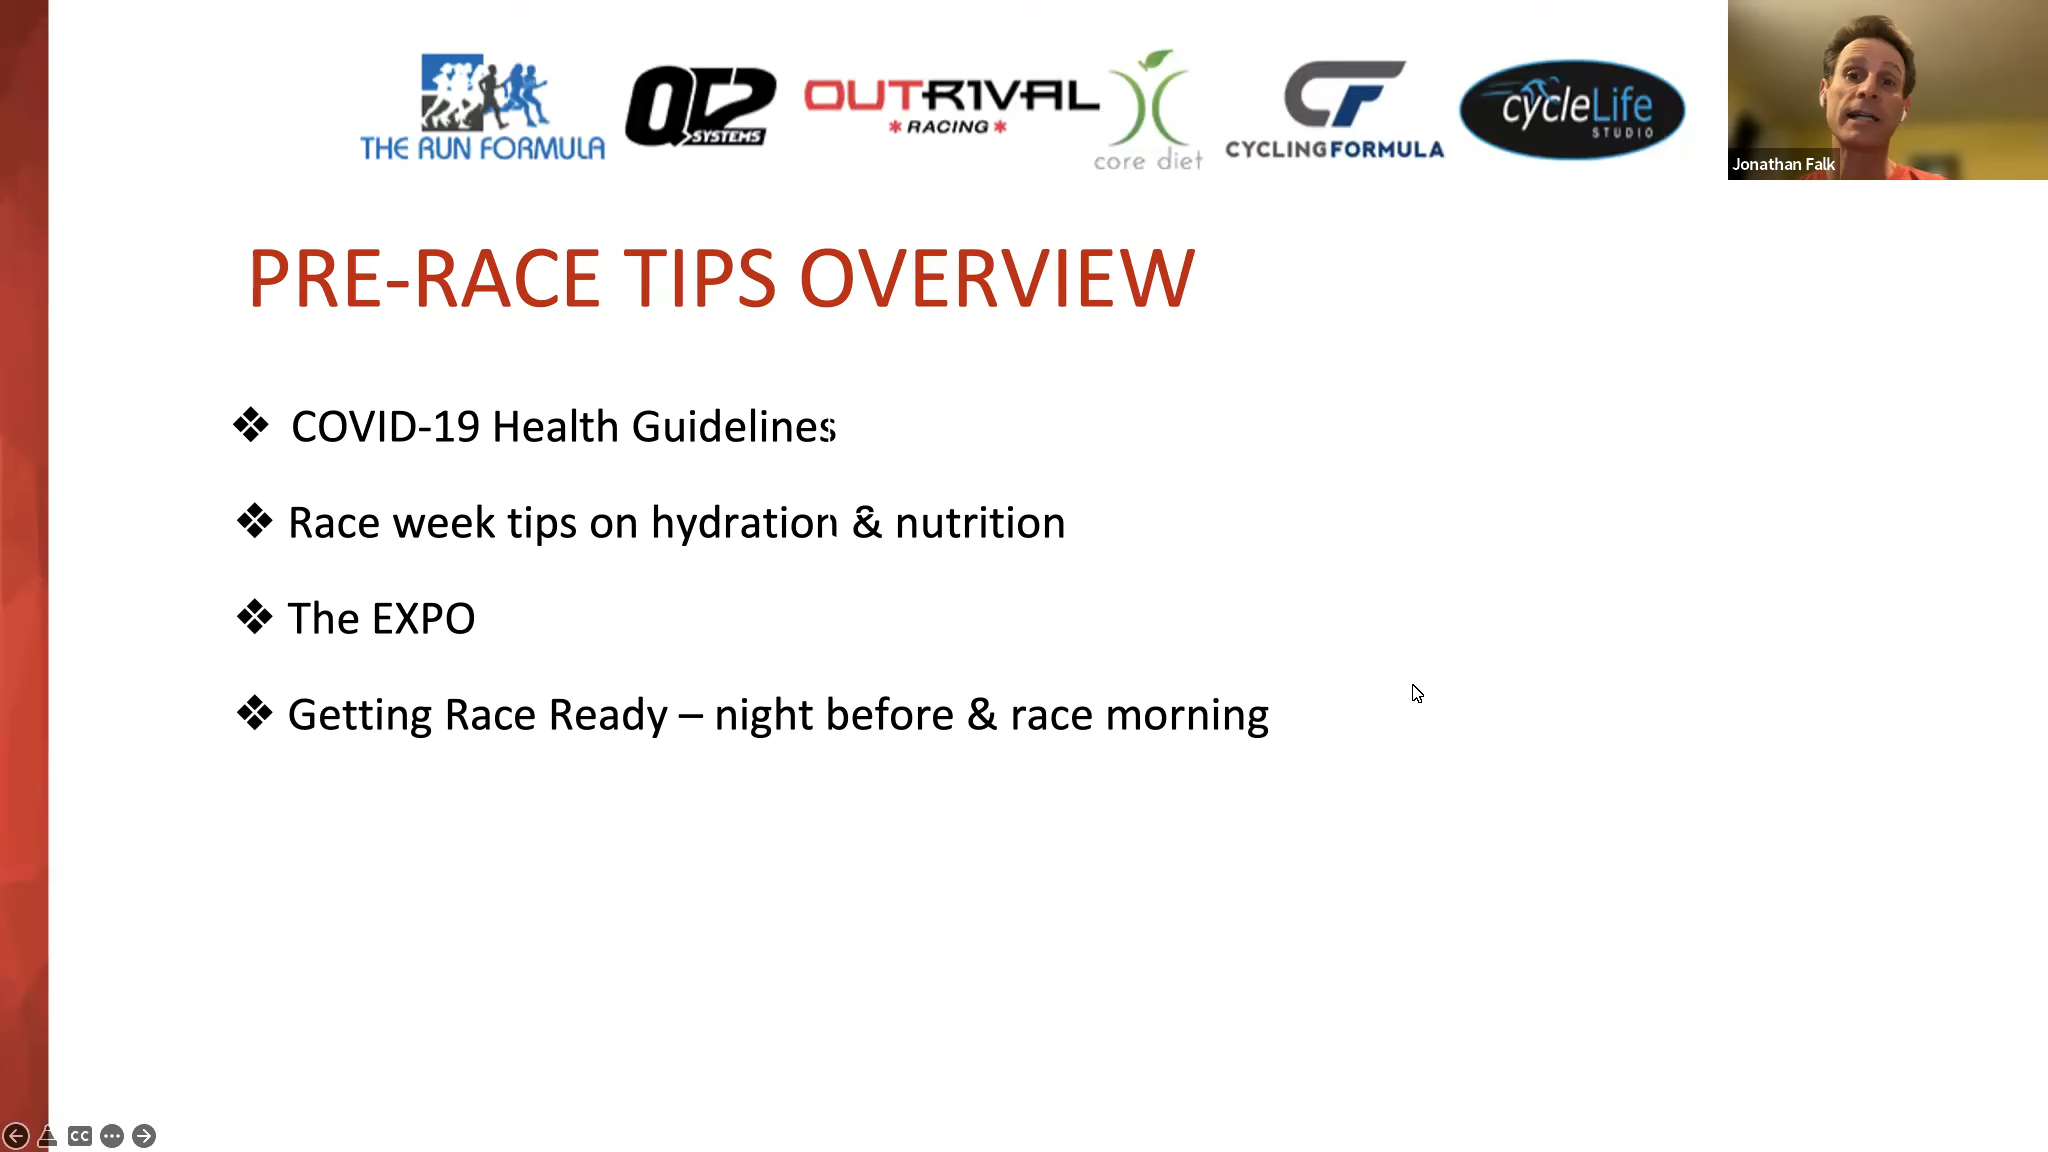 THE RUN FORMULA
QT2 SYSTEMS
OUTRIVAL
RACING
core diet
CYCLINGFORMULA
cycleLife
STUDIO
Jonathan Falk
PRE-RACE TIPS OVERVIEW
COVID-19 Health Guidelines
Race week tips on hydration & nutrition
The EXPO
Getting Race Ready – night before & race morning
CC